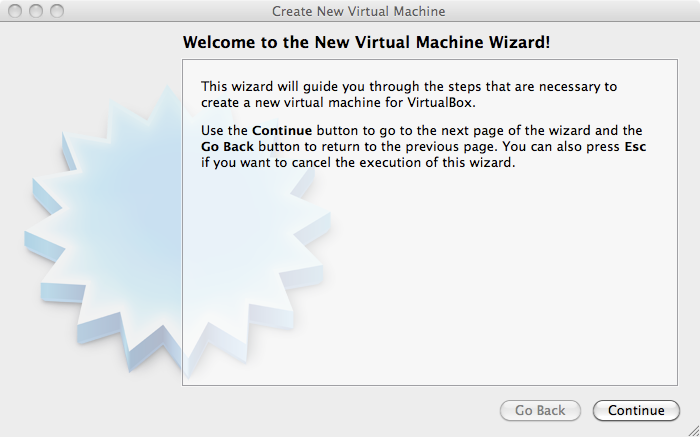 Create New Virtual Machine
Welcome to the New Virtual Machine Wizard!
This wizard will guide you through the steps that are necessary to
create a new virtual machine for VirtualBox.
Use the Continue button to go to the next page of the wizard and the
Go Back button to return to the previous page. You can also press Esc
if you want to cancel the execution of this wizard.
Go Back
Continue